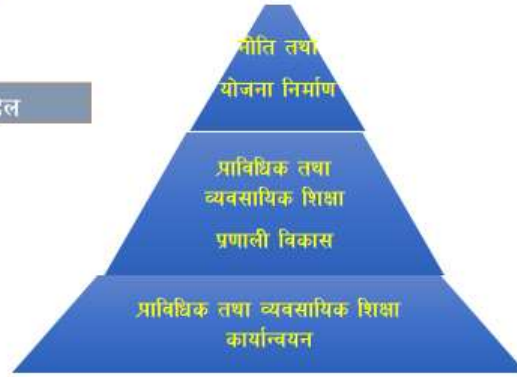 नीति तथा
योजना निर्माण
प्राविधिक तथा
व्यवसायिक शिक्षा
प्रणाली विकास
प्राविधिक तथा व्यवसायिक शिक्षा
कार्यान्वयन